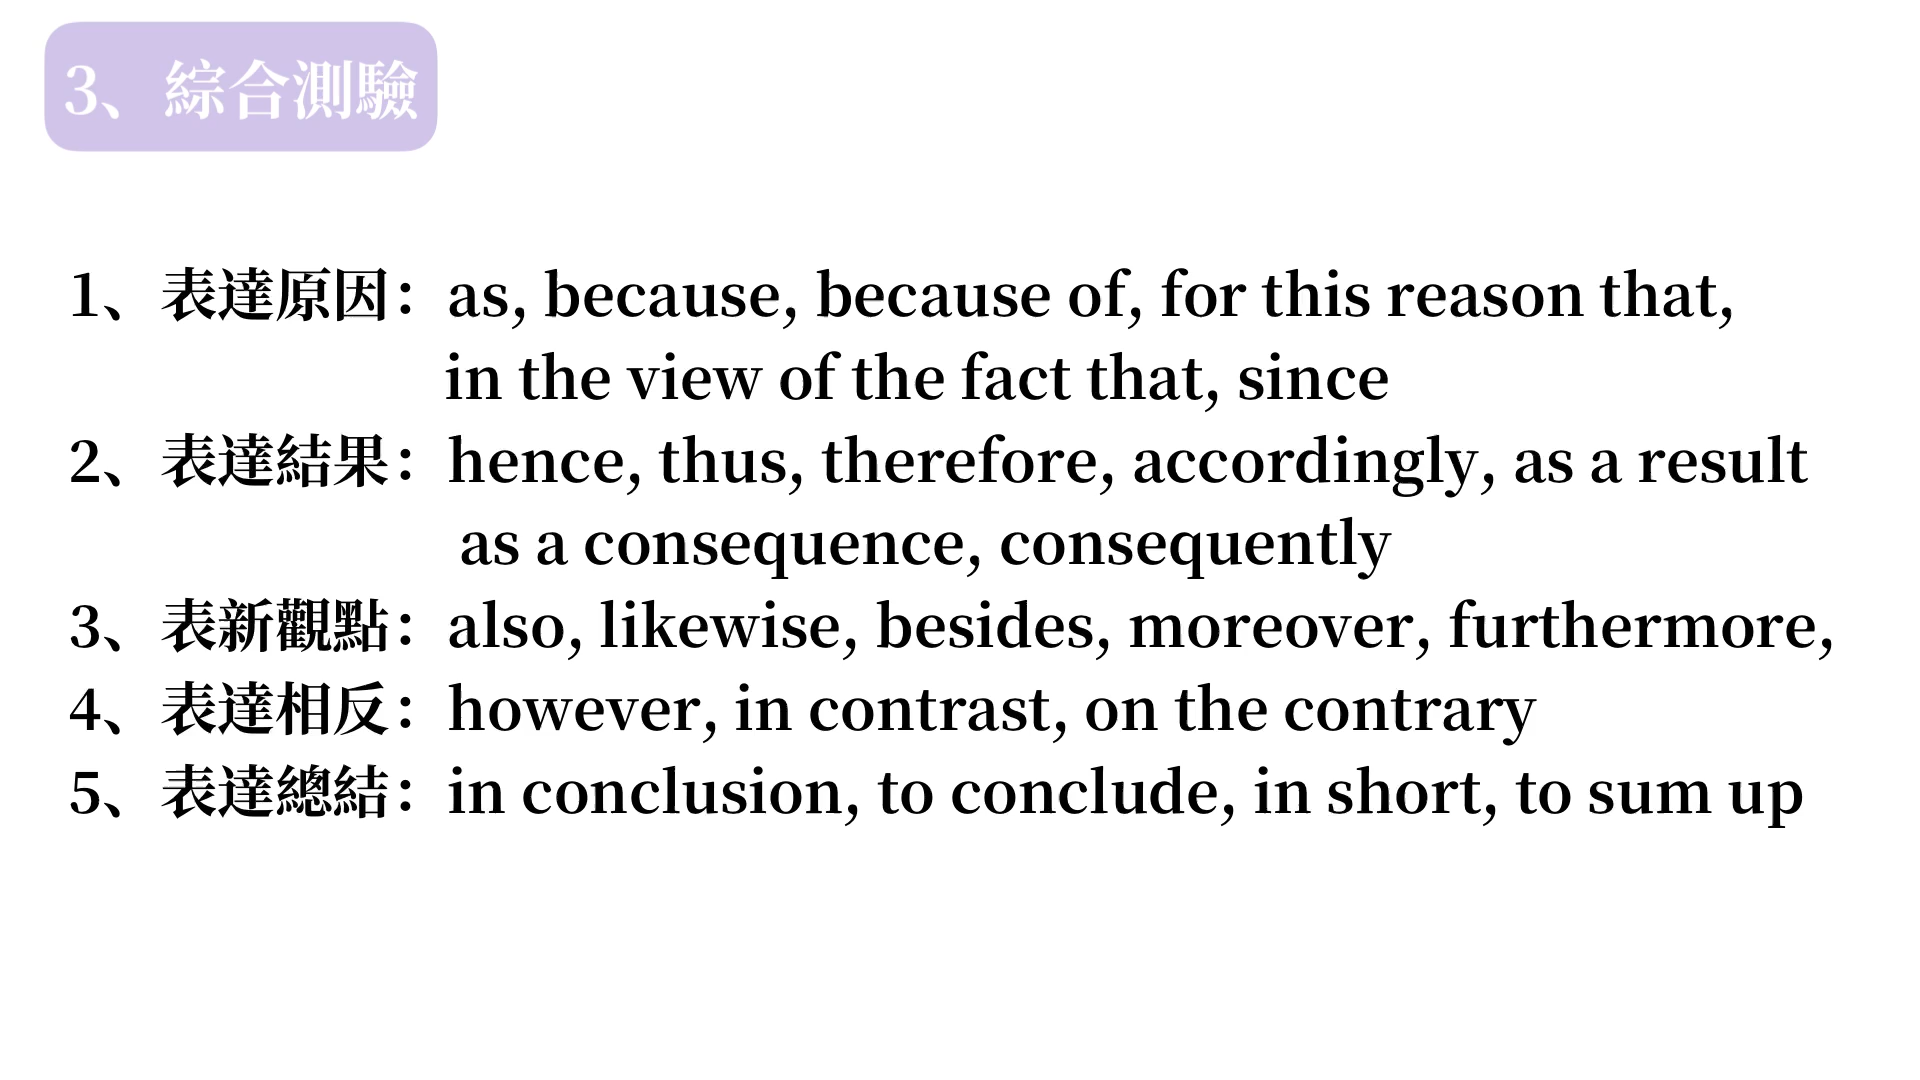 3、綜合測驗
1、表達原因：as, because, because of, for this reason that,
in the view of the fact that, since
2、表達結果：hence, thus, therefore, accordingly, as a result
as a consequence, consequently
3、表新觀點：also, likewise, besides, moreover, furthermore,
4、表達相反：however, in contrast, on the contrary
5、表達總結：in conclusion, to conclude, in short, to sum up